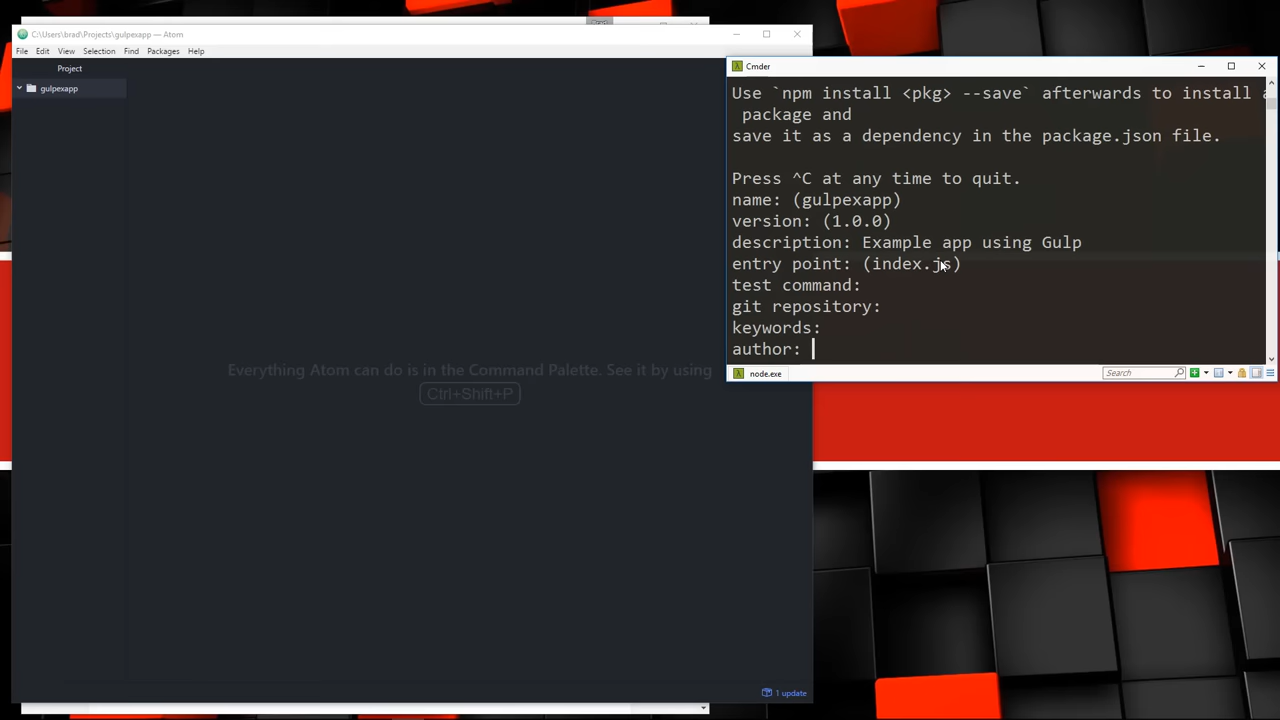 C:\Users\brad\Projects\gulpexapp — Atom
File Edit View Selection Find Packages Help
Project
gulpexapp
Everything Atom can do is in the Command Palette. See it by using
Ctrl+Shift+P
1 update
Cmder
Use `npm install <pkg> --save` afterwards to install a
package and
save it as a dependency in the package.json file.
Press ^C at any time to quit.
name: (gulpexapp)
version: (1.0.0)
description: Example app using Gulp
entry point: (index.js)
test command:
git repository:
keywords:
author:
node.exe
Search